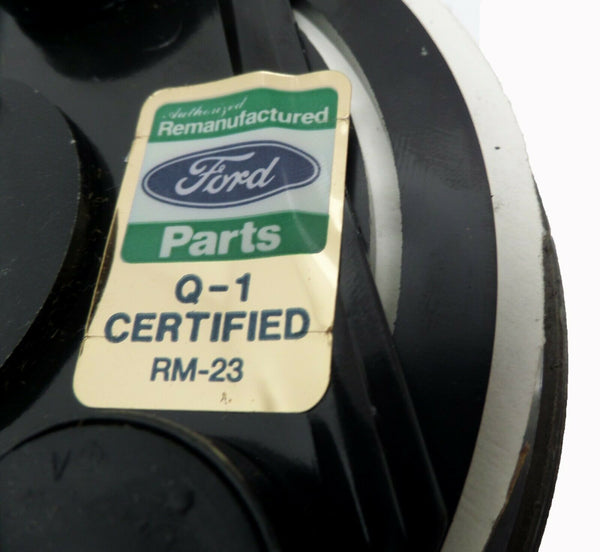 Authorized
Remanufactured
Ford
Parts
Q-1
CERTIFIED
RM-23